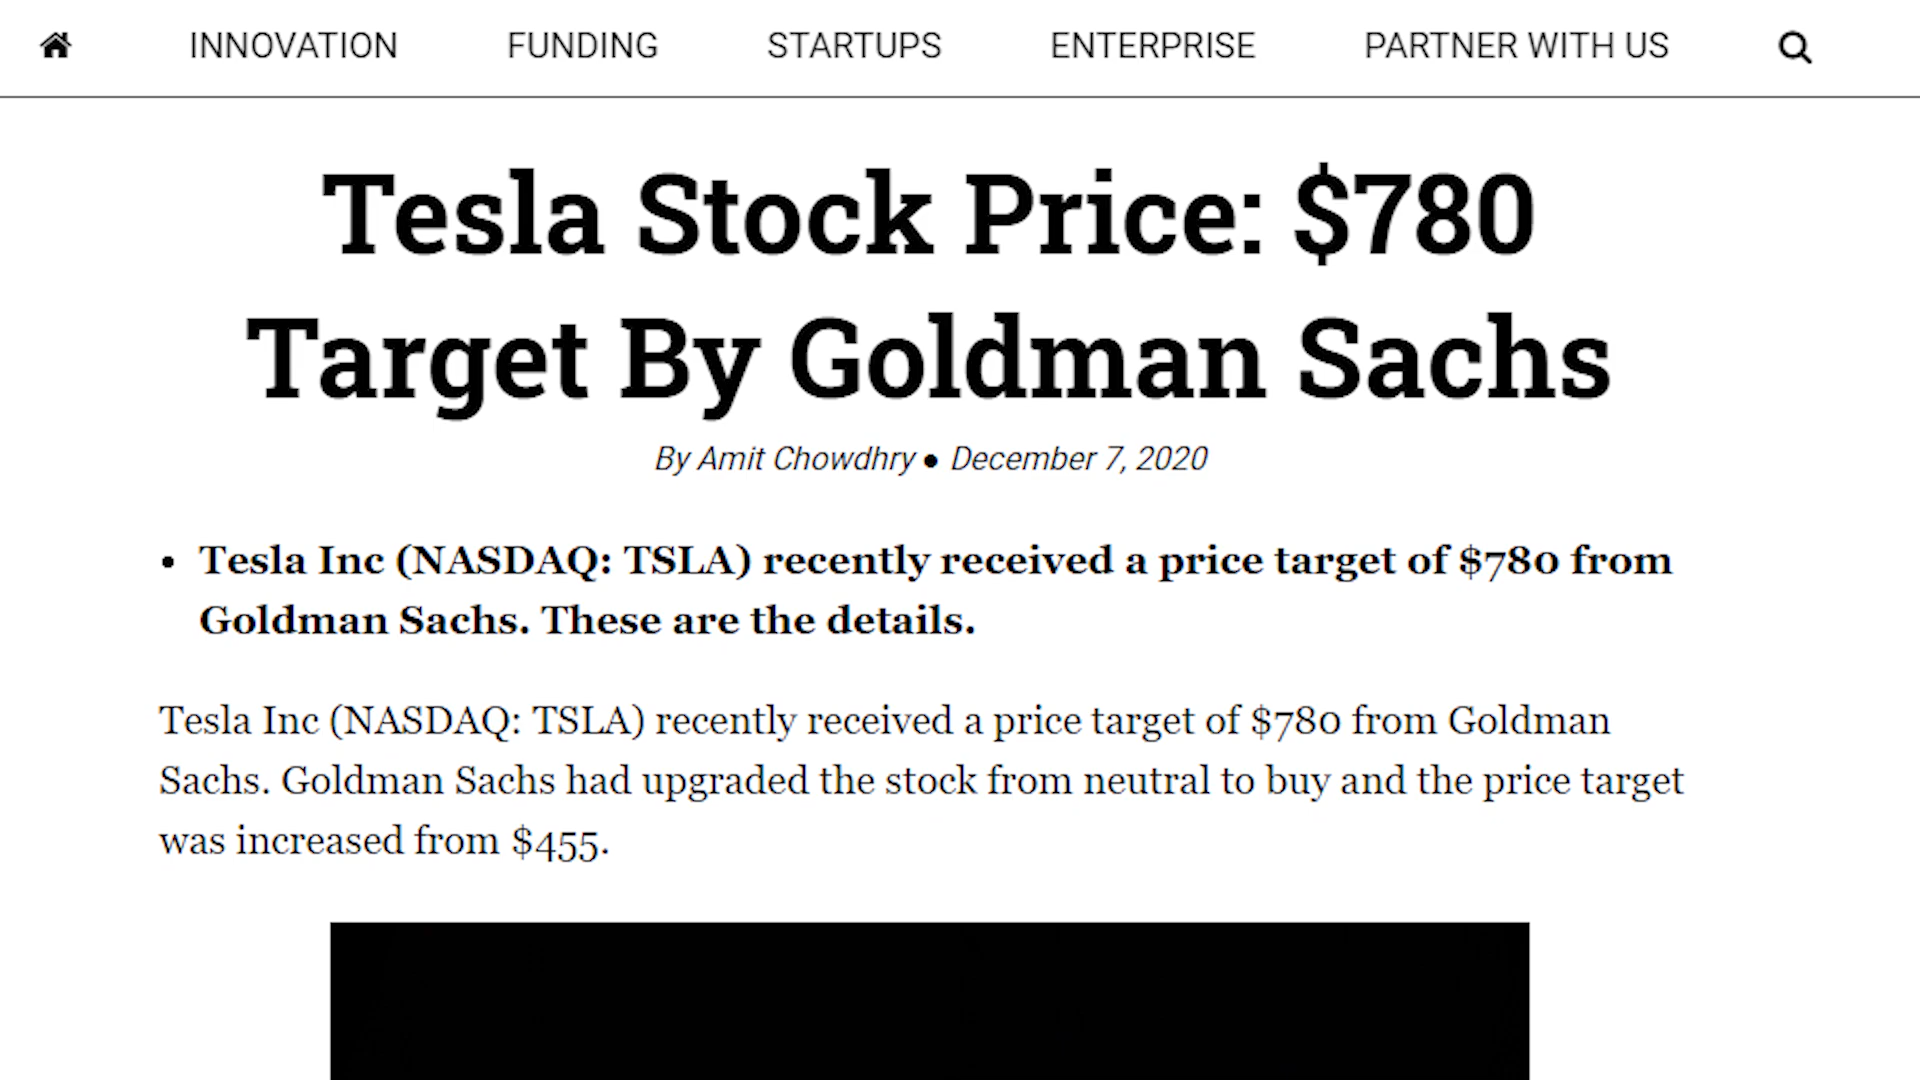 INNOVATION FUNDING STARTUPS ENTERPRISE PARTNER WITH US
Tesla Stock Price: $780
Target By Goldman Sachs
By Amit Chowdhry ● December 7, 2020
• Tesla Inc (NASDAQ: TSLA) recently received a price target of $780 from
Goldman Sachs. These are the details.
Tesla Inc (NASDAQ: TSLA) recently received a price target of $780 from Goldman
Sachs. Goldman Sachs had upgraded the stock from neutral to buy and the price target
was increased from $455.